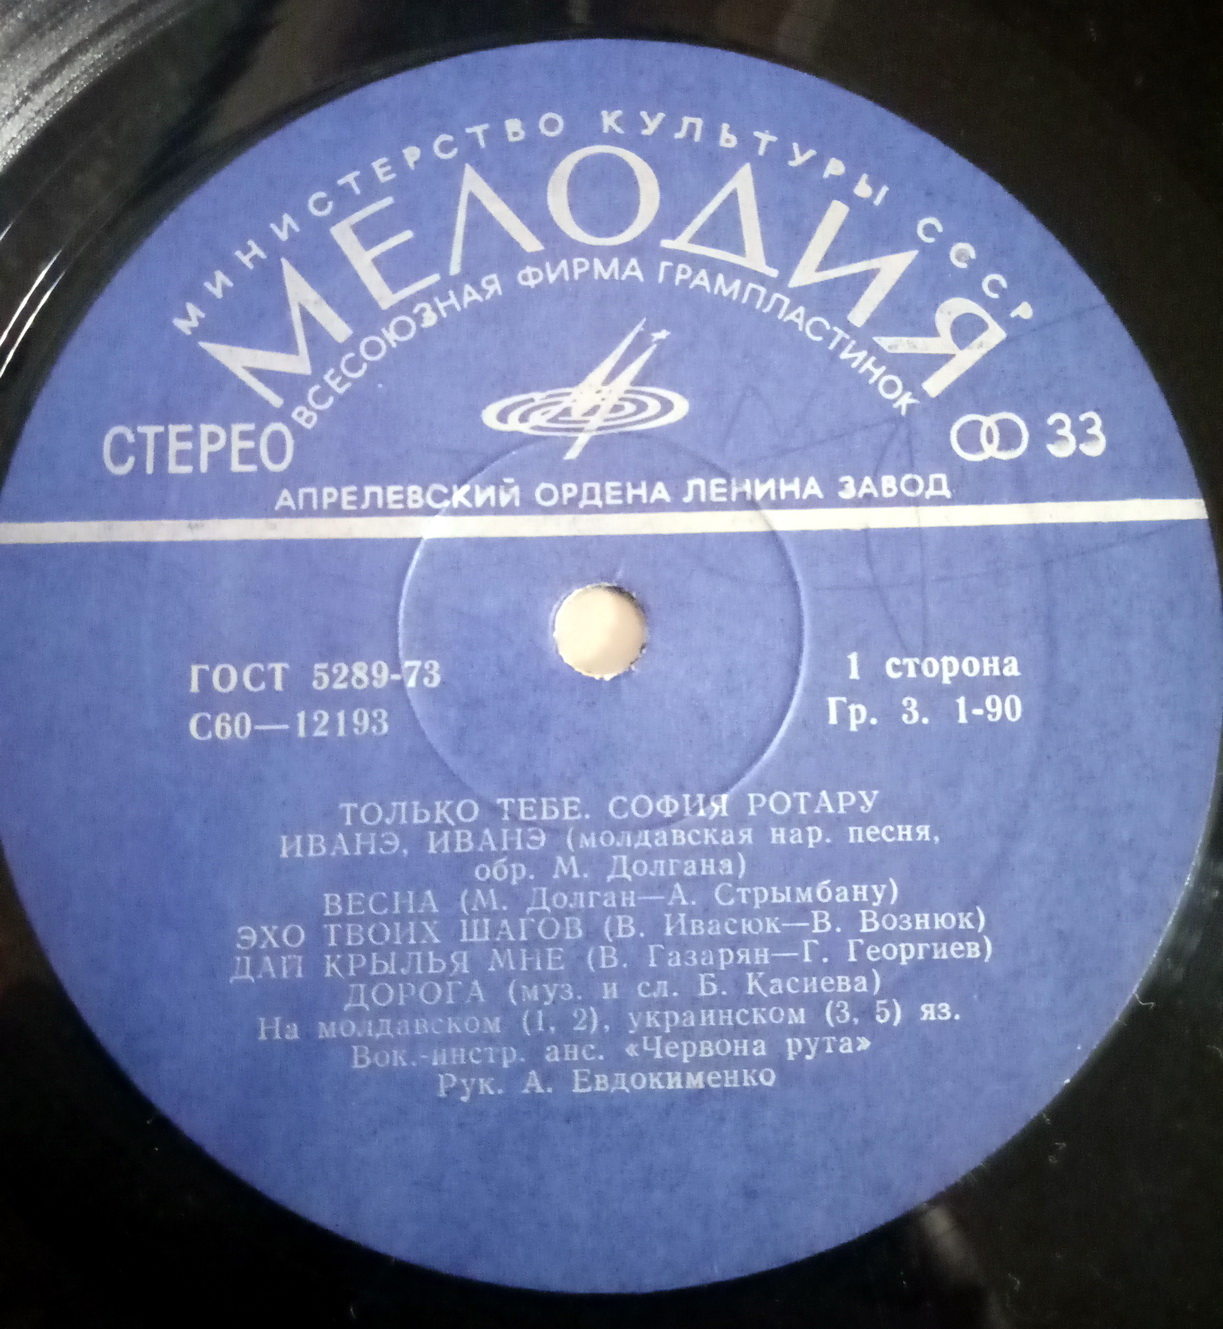 МИНИСТЕРСТВО КУЛЬТУРЫ СССР
МЕЛОДИЯ
ВСЕСОЮЗНАЯ ФИРМА ГРАМПЛАСТИНОК
СТЕРЕО
33
АПРЕЛЕВСКИЙ ОРДЕНА ЛЕНИНА ЗАВОД
ГОСТ 5289-73
1 сторона
С60—12193
Гр. 3. 1-90
ТОЛЬКО ТЕБЕ. СОФИЯ РОТАРУ
ИВАНЭ, ИВАНЭ (молдавская нар. песня,
обр. М. Долгана)
ВЕСНА (М. Долган—А. Стрымбану)
ЭХО ТВОИХ ШАГОВ (В. Ивасюк—В. Вознюк)
ДАЙ КРЫЛЬЯ МНЕ (В. Газарян—Г. Георгиев)
ДОРОГА (муз. и сл. Б. Касиева)
На молдавском (1, 2), украинском (3, 5) яз.
Вок.-инстр. анс. «Червона рута»
Рук. А. Евдокименко